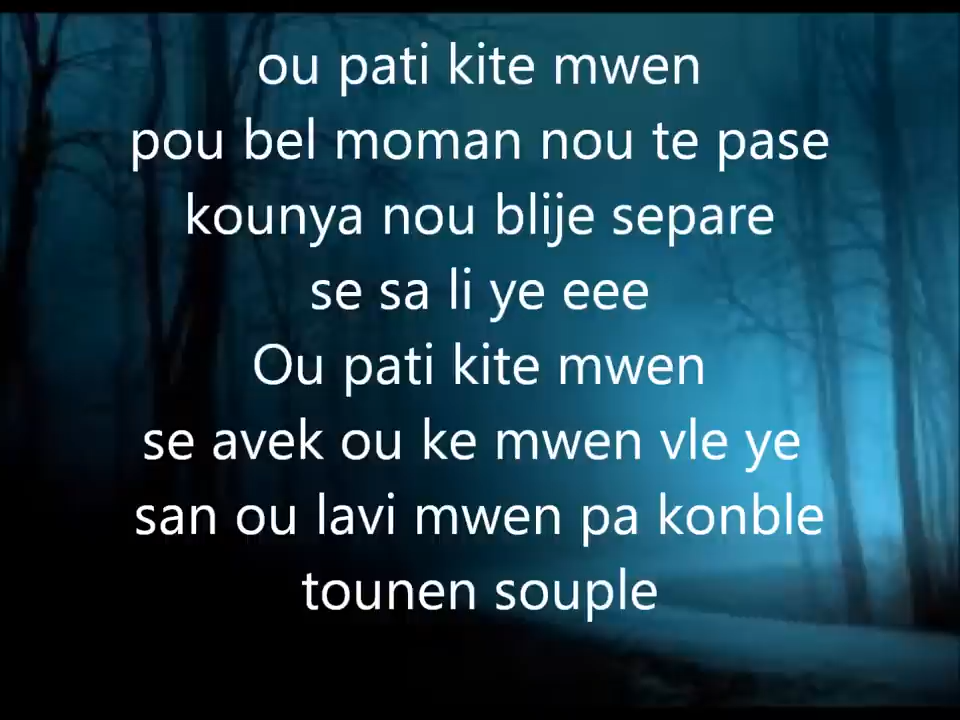 ou pati kite mwen
pou bel moman nou te pase
kounya nou blije separe
se sa li ye eee
Ou pati kite mwen
se avek ou ke mwen vle ye
san ou lavi mwen pa konble
tounen souple